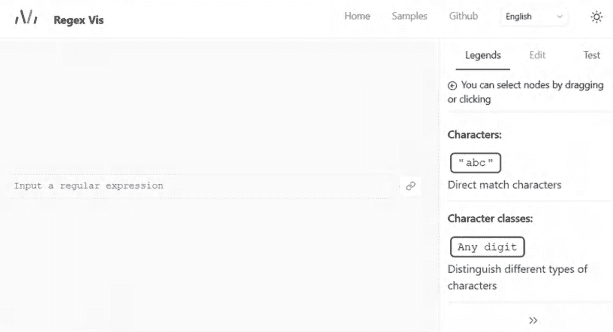 Regex Vis
Home Samples Github English
Input a regular expression
Legends Edit Test
You can select nodes by dragging
or clicking
Characters:
"abc"
Direct match characters
Character classes:
Any digit
Distinguish different types of
characters